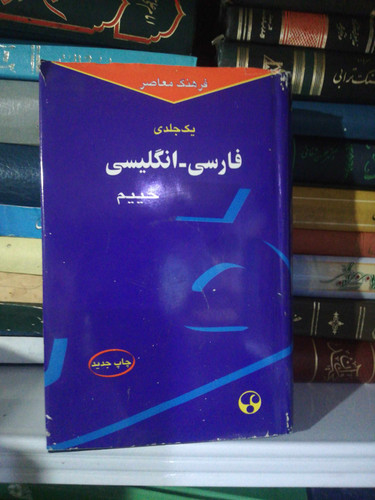 فرهنگ معاصر
یک جلدی
فارسی - انگلیسی
حییم
چاپ جدید